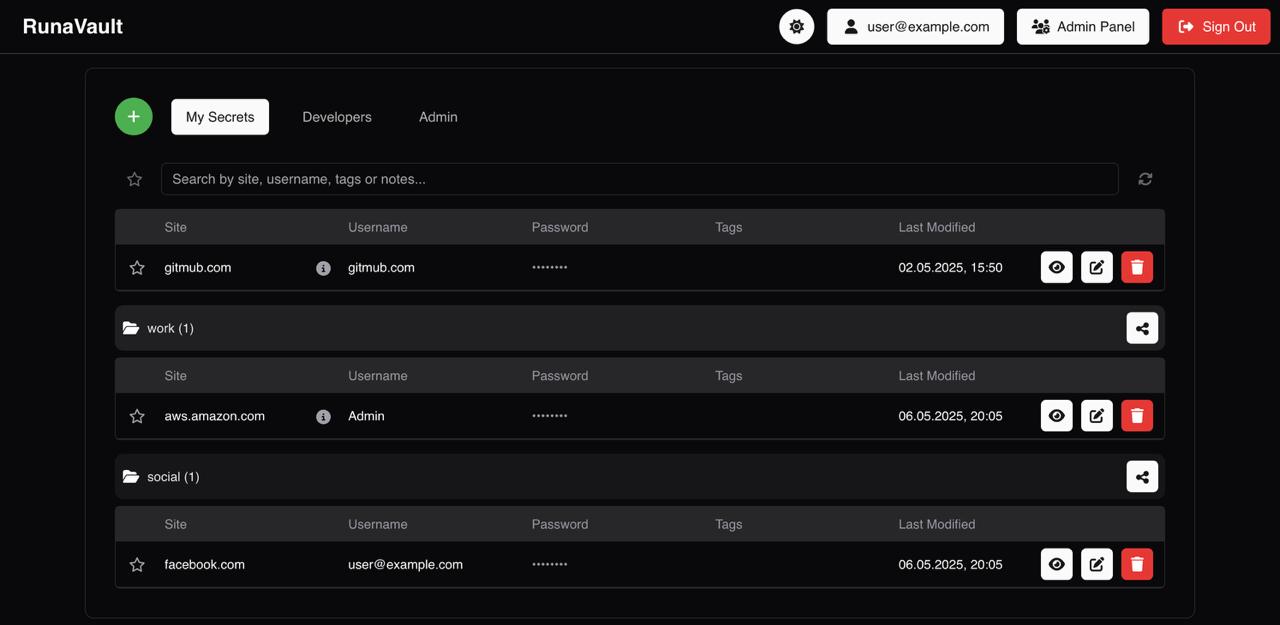 RunaVault
user@example.com
Admin Panel
Sign Out
My Secrets
Developers
Admin
Search by site, username, tags or notes...
Site Username Password Tags Last Modified
gitmub.com gitmub.com •••••••• 02.05.2025, 15:50
work (1)
Site Username Password Tags Last Modified
aws.amazon.com Admin •••••••• 06.05.2025, 20:05
social (1)
Site Username Password Tags Last Modified
facebook.com user@example.com •••••••• 06.05.2025, 20:05